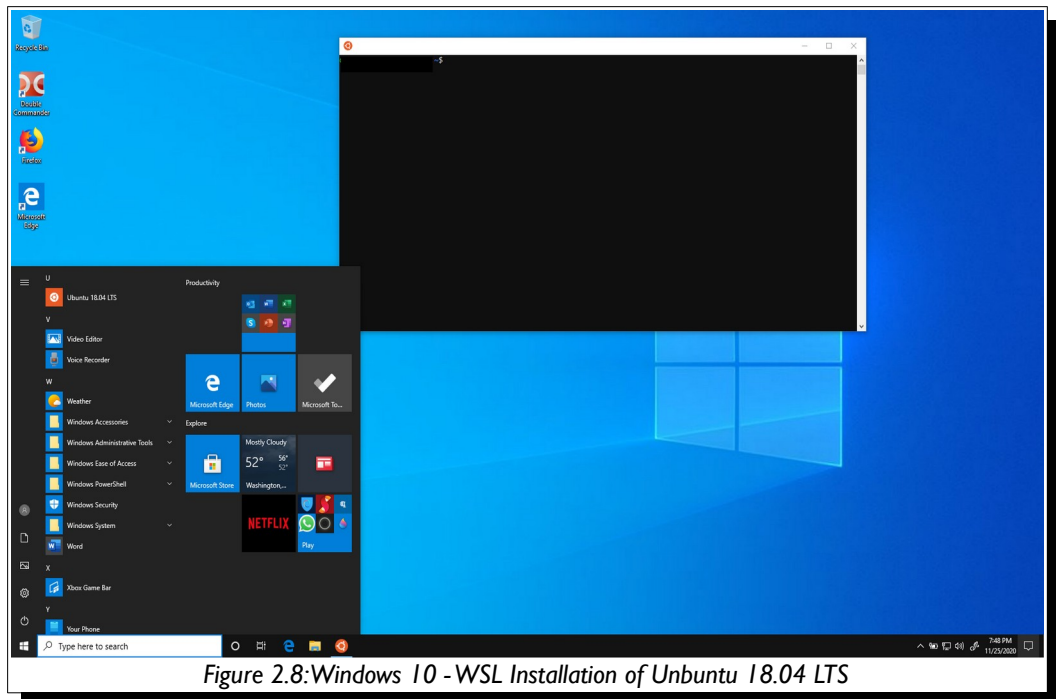 Recycle Bin
Double
Commander
Firefox
Microsoft
Edge
~$
U
Ubuntu 18.04 LTS
V
Video Editor
Voice Recorder
W
Weather
Windows Accessories
Windows Administrative Tools
Windows Ease of Access
Windows PowerShell
Windows Security
Windows System
Word
X
Xbox Game Bar
Y
Your Phone
Productivity
Microsoft Edge
Photos
Microsoft To...
Explore
Microsoft Store
Mostly Cloudy
52° 56°
52°
Washington,...
NETFLIX
Play
Type here to search
7:48 PM
11/25/2020
Figure 2.8:Windows 10 - WSL Installation of Unbuntu 18.04 LTS